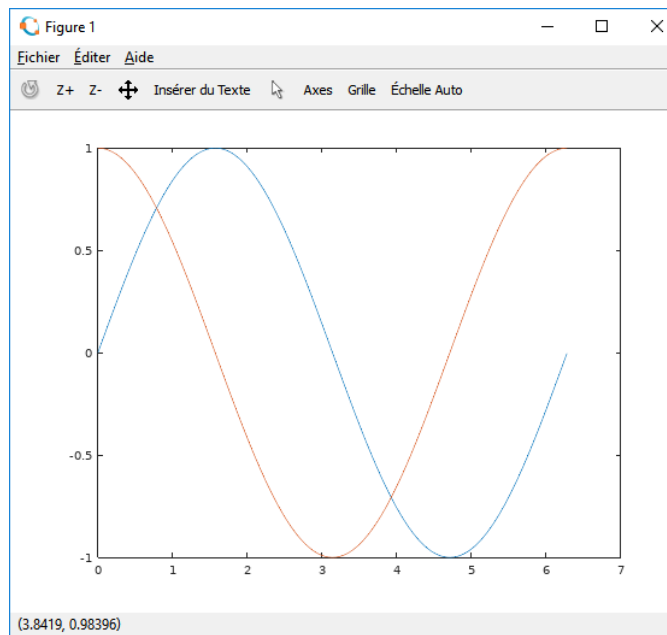 Figure 1
Fichier Éditer Aide
Z+ Z- Insérer du Texte Axes Grille Échelle Auto
1
0.5
0
-0.5
-1
0 1 2 3 4 5 6 7
(3.8419, 0.98396)